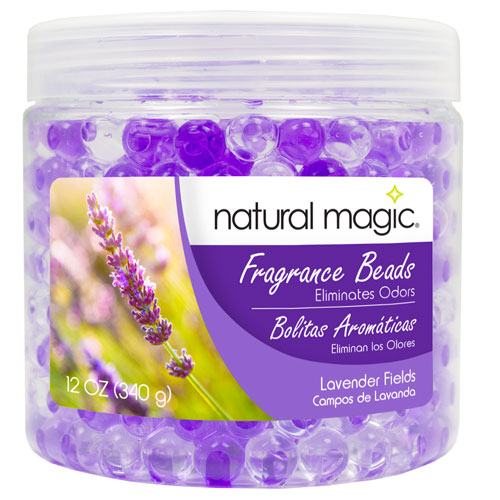 natural magic®
Fragrance Beads
Eliminates Odors
Bolitas Aromáticas
Eliminan los Olores
Lavender Fields
Campos de Lavanda
12 OZ (340 g)